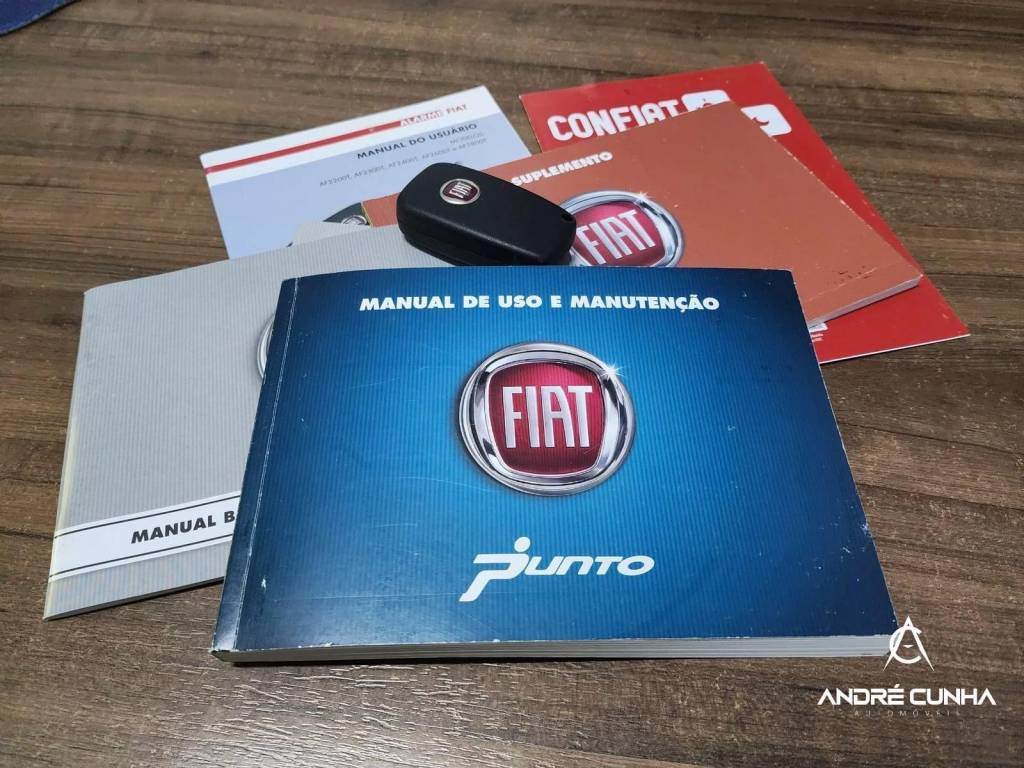 ALARME FIAT
MANUAL DO USUÁRIO
MODELOS:
CONFIAT
SUPLEMENTO
FIAT
FIAT
MANUAL DE USO E MANUTENÇÃO
FIAT
PUNTO
MANUAL B
ANDRÉ CUNHA
AUTOMÓVEIS